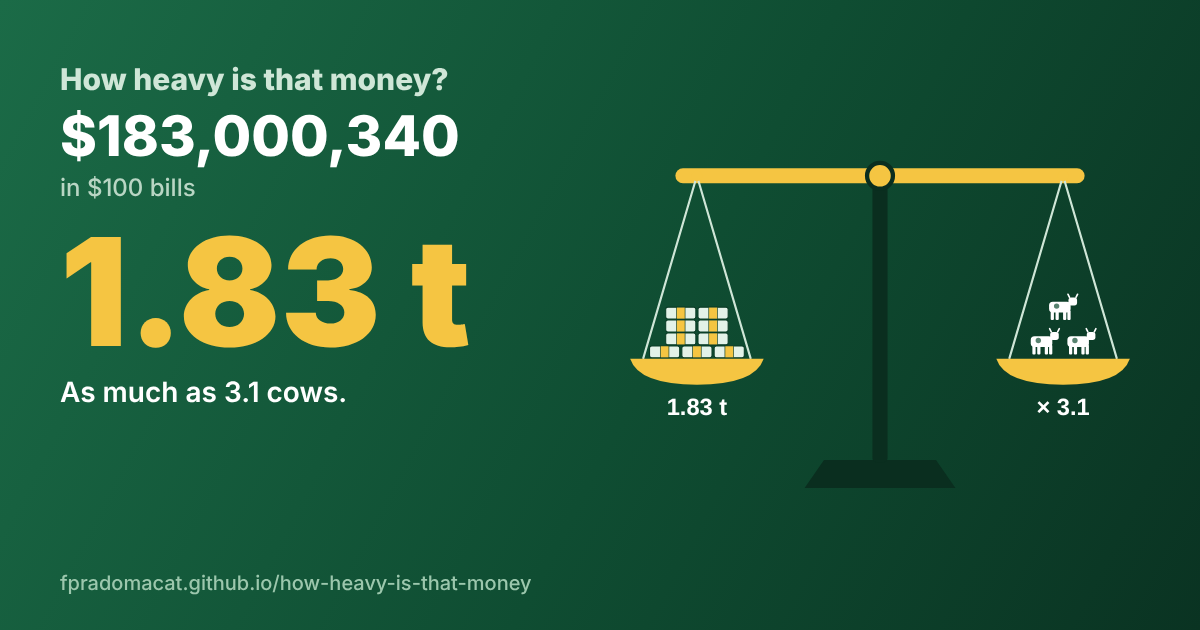 How heavy is that money?
$183,000,340
in $100 bills
1.83 t
As much as 3.1 cows.
1.83 t
× 3.1
fpradomacat.github.io/how-heavy-is-that-money